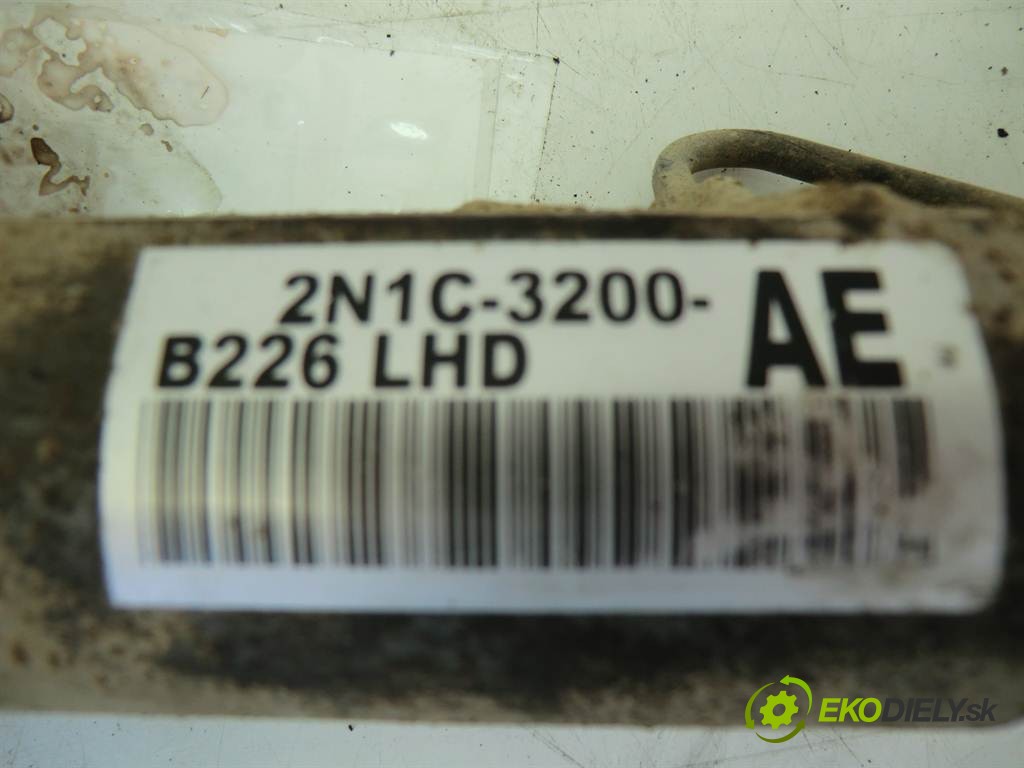 2N1C-3200- AE
B226 LHD
EKODIELY.sk